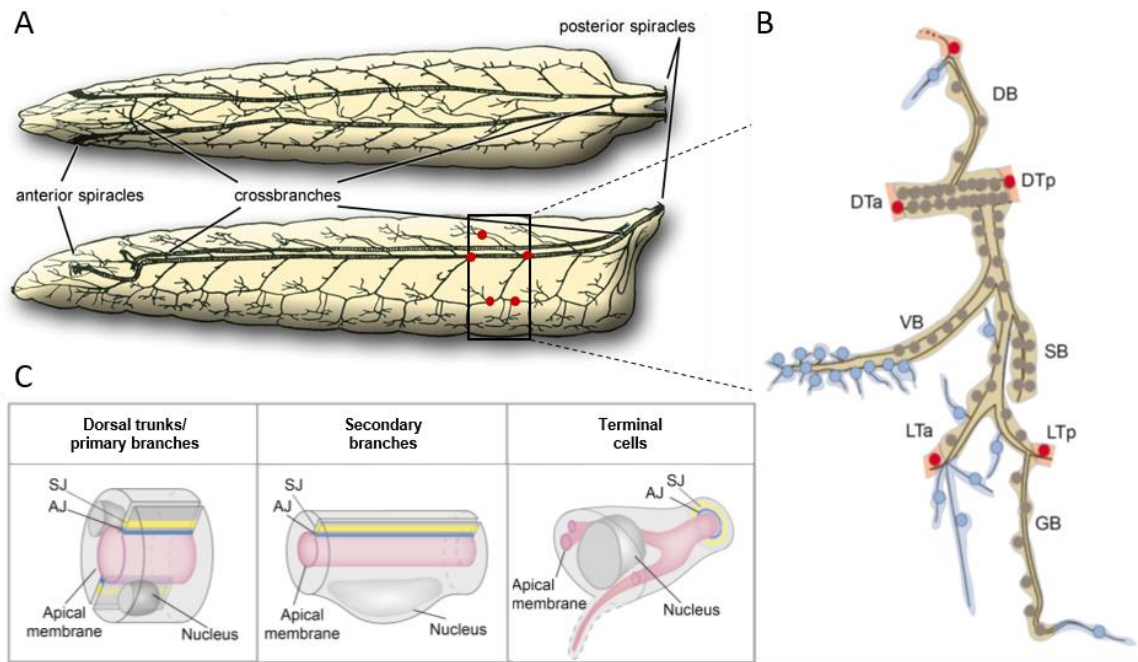 A
posterior spiracles
anterior spiracles
crossbranches
B
DB
DTa
DTp
VB
SB
LTa
LTp
GB
C
Dorsal trunks/
primary branches
SJ
AJ
Apical
membrane
Nucleus
Secondary
branches
SJ
AJ
Apical
membrane
Nucleus
Terminal
cells
SJ
AJ
Apical
membrane
Nucleus